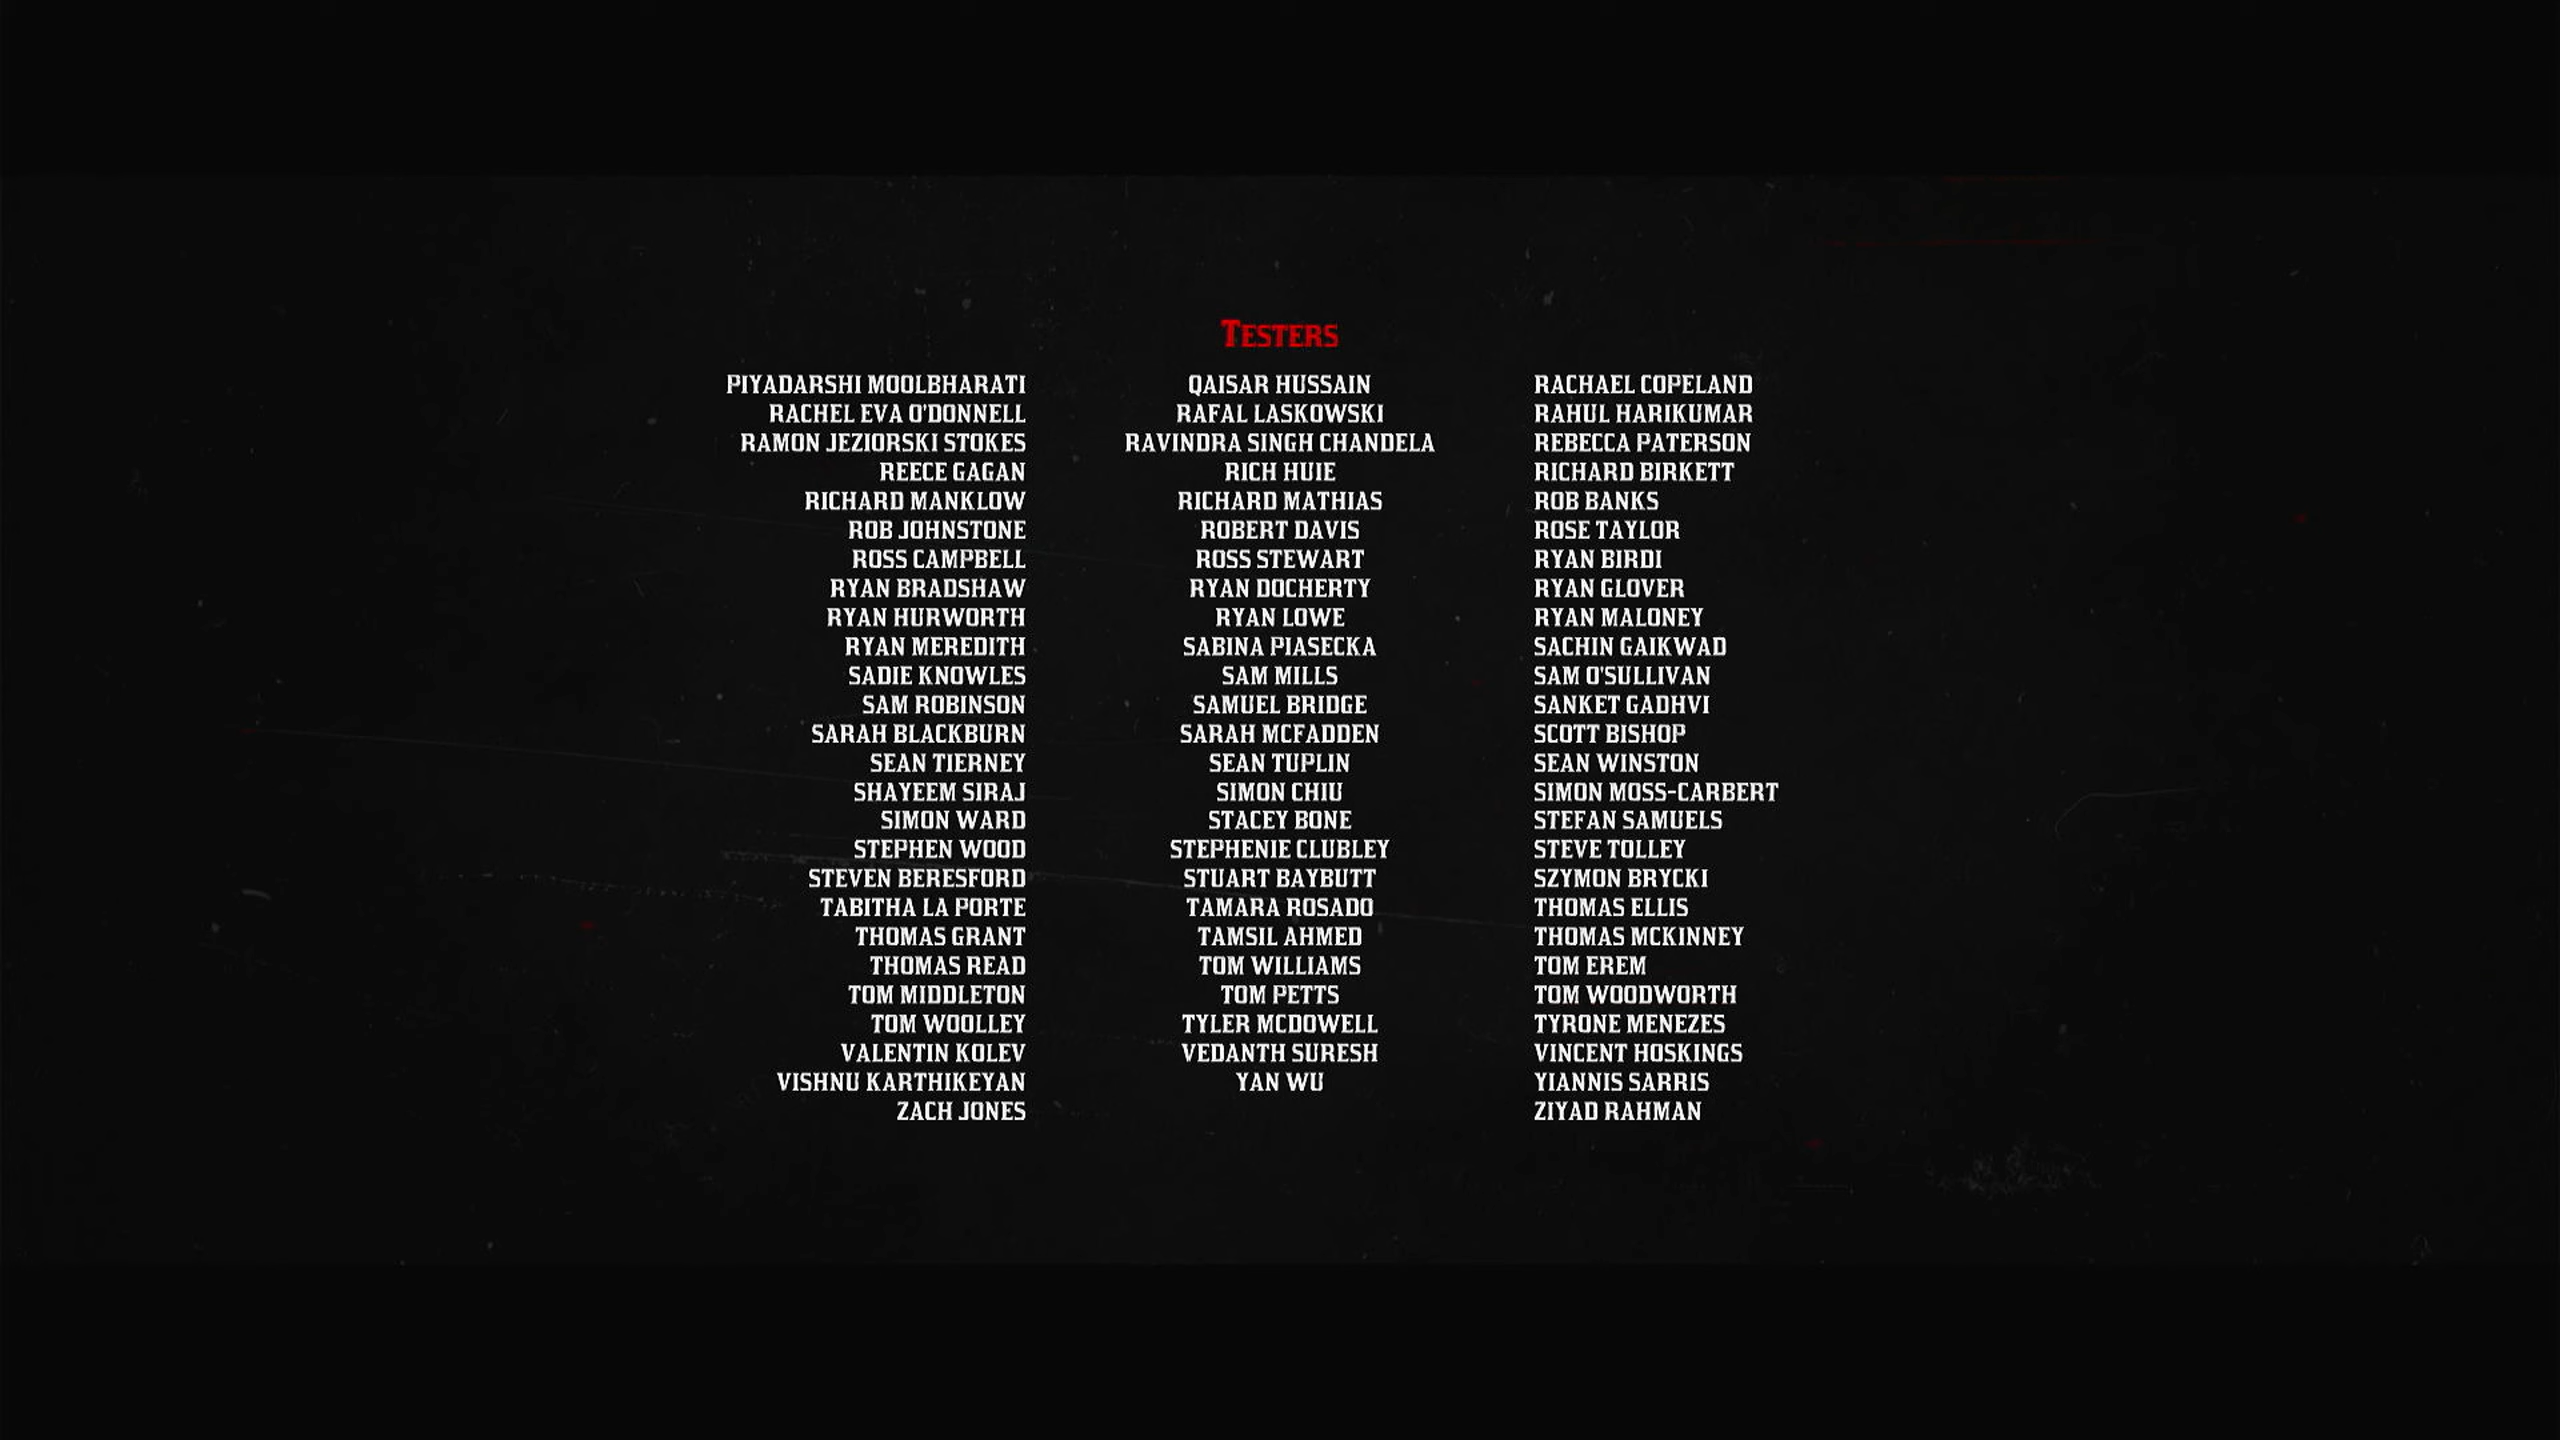 TESTERS
PIYADARSHI MOOLBHARATI QAISAR HUSSAIN RACHAEL COPELAND
RACHEL EVA O'DONNELL RAFAL LASKOWSKI RAHUL HARIKUMAR
RAMON JEZIORSKI STOKES RAVINDRA SINGH CHANDELA REBECCA PATERSON
REECE GAGAN RICH HUIE RICHARD BIRKETT
RICHARD MANKLOW RICHARD MATHIAS ROB BANKS
ROB JOHNSTONE ROBERT DAVIS ROSE TAYLOR
ROSS CAMPBELL ROSS STEWART RYAN BIRDI
RYAN BRADSHAW RYAN DOCHERTY RYAN GLOVER
RYAN HURWORTH RYAN LOWE RYAN MALONEY
RYAN MEREDITH SABINA PIASECKA SACHIN GAIKWAD
SADIE KNOWLES SAM MILLS SAM O'SULLIVAN
SAM ROBINSON SAMUEL BRIDGE SANKET GADHVI
SARAH BLACKBURN SARAH MCFADDEN SCOTT BISHOP
SEAN TIERNEY SEAN TUPLIN SEAN WINSTON
SHAYEEM SIRAJ SIMON CHIU SIMON MOSS-CARBERT
SIMON WARD STACEY BONE STEFAN SAMUELS
STEPHEN WOOD STEPHENIE CLUBLEY STEVE TOLLEY
STEVEN BERESFORD STUART BAYBUTT SZYMON BRYCKI
TABITHA LA PORTE TAMARA ROSADO THOMAS ELLIS
THOMAS GRANT TAMSIL AHMED THOMAS MCKINNEY
THOMAS READ TOM WILLIAMS TOM EREM
TOM MIDDLETON TOM PETTS TOM WOODWORTH
TOM WOOLLEY TYLER MCDOWELL TYRONE MENEZES
VALENTIN KOLEV VEDANTH SURESH VINCENT HOSKINGS
VISHNU KARTHIKEYAN YAN WU YIANNIS SARRIS
ZACH JONES ZIYAD RAHMAN